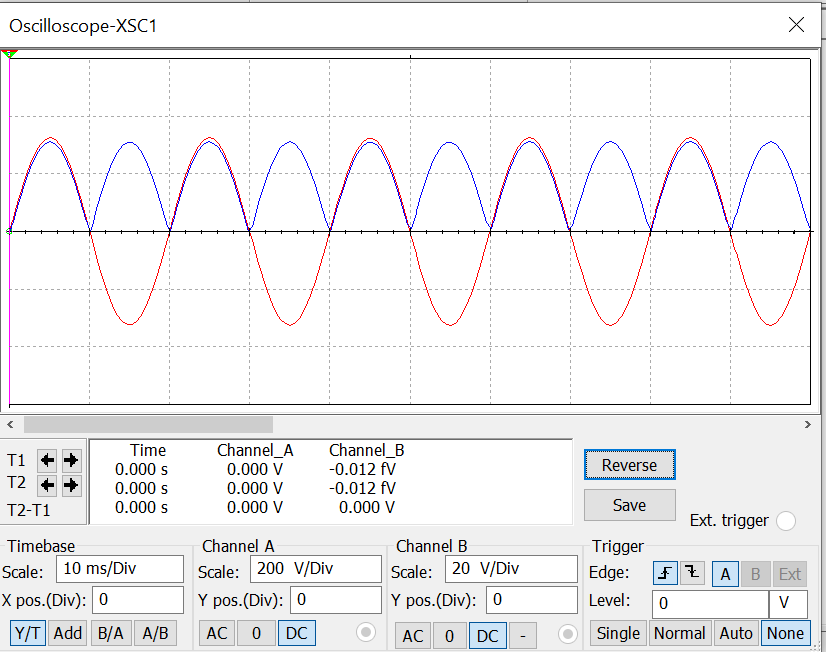 Oscilloscope-XSC1
Time Channel_A Channel_B
T1 0.000 s 0.000 V -0.012 fV
T2 0.000 s 0.000 V -0.012 fV
T2-T1 0.000 s 0.000 V 0.000 V
Reverse
Save
Ext. trigger
Timebase
Scale: 10 ms/Div
X pos.(Div): 0
Y/T Add B/A A/B
Channel A
Scale: 200 V/Div
Y pos.(Div): 0
AC 0 DC
Channel B
Scale: 20 V/Div
Y pos.(Div): 0
AC 0 DC -
Trigger
Edge: A B Ext
Level: 0 V
Single Normal Auto None